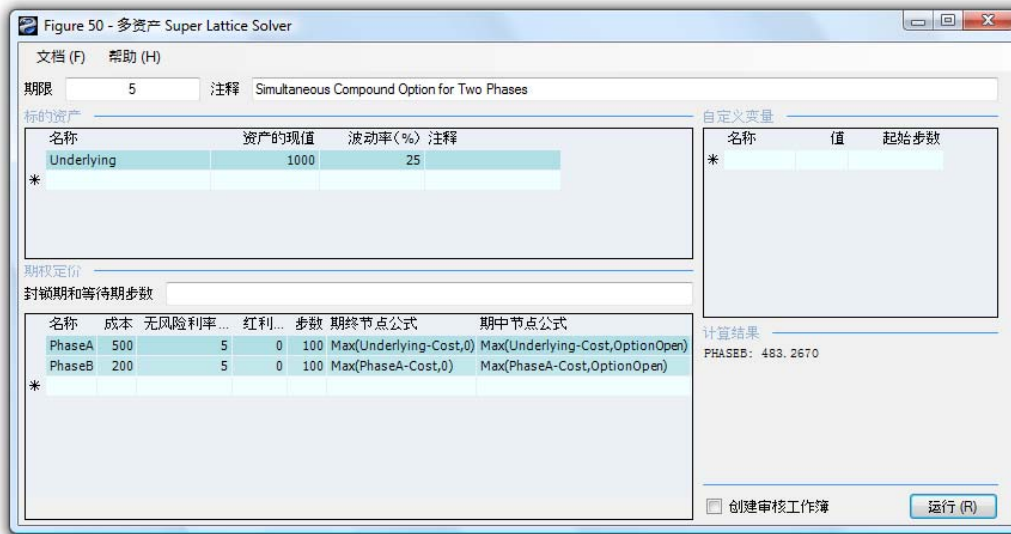 Figure 50 - 多资产 Super Lattice Solver
文档 (F) 帮助 (H)
期限 5 注释 Simultaneous Compound Option for Two Phases
标的资产
名称 资产的现值 波动率(%) 注释
Underlying 1000 25
*
自定义变量
名称 值 起始步数
*
期权定价
封锁期和等待期步数
名称 成本 无风险利率... 红利... 步数 期终节点公式 期中节点公式
PhaseA 500 5 0 100 Max(Underlying-Cost,0) Max(Underlying-Cost,OptionOpen)
PhaseB 200 5 0 100 Max(PhaseA-Cost,0) Max(PhaseA-Cost,OptionOpen)
*
计算结果
PHASEB: 483.2670
创建审核工作簿 运行 (R)